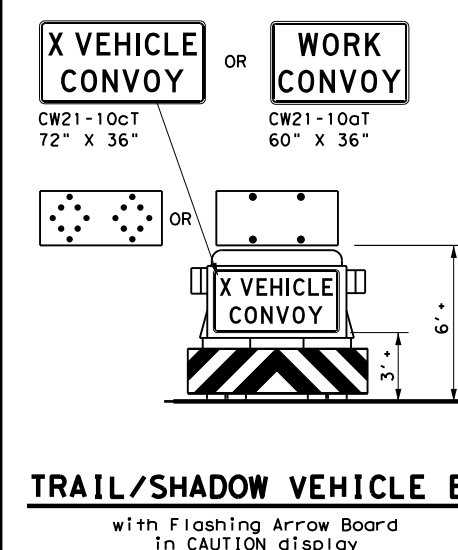 X VEHICLE
CONVOY
OR
WORK
CONVOY
CW21-10cT
72" X 36"
CW21-10aT
60" X 36"
OR
X VEHICLE
CONVOY
6'+
3'+
TRAIL/SHADOW VEHICLE B
with Flashing Arrow Board
in CAUTION display